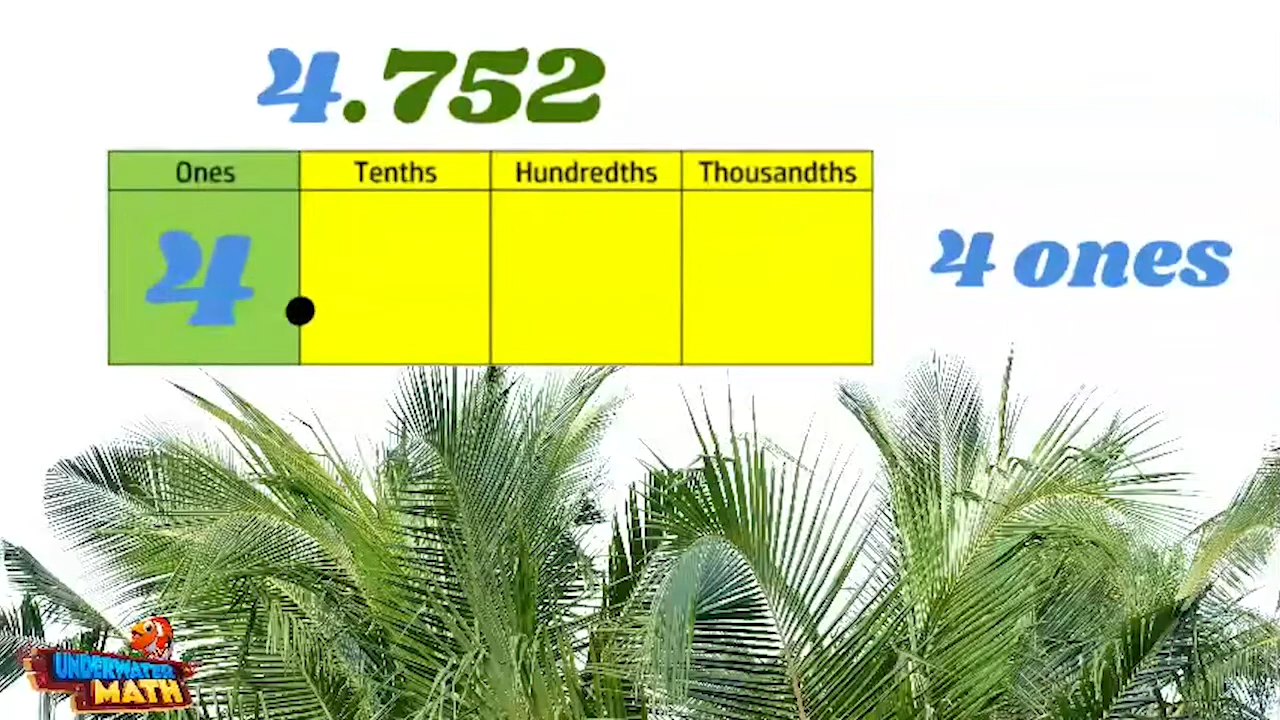 4.752
Ones Tenths Hundredths Thousandths
4 .
4 ones
UNDERWATER
MATH